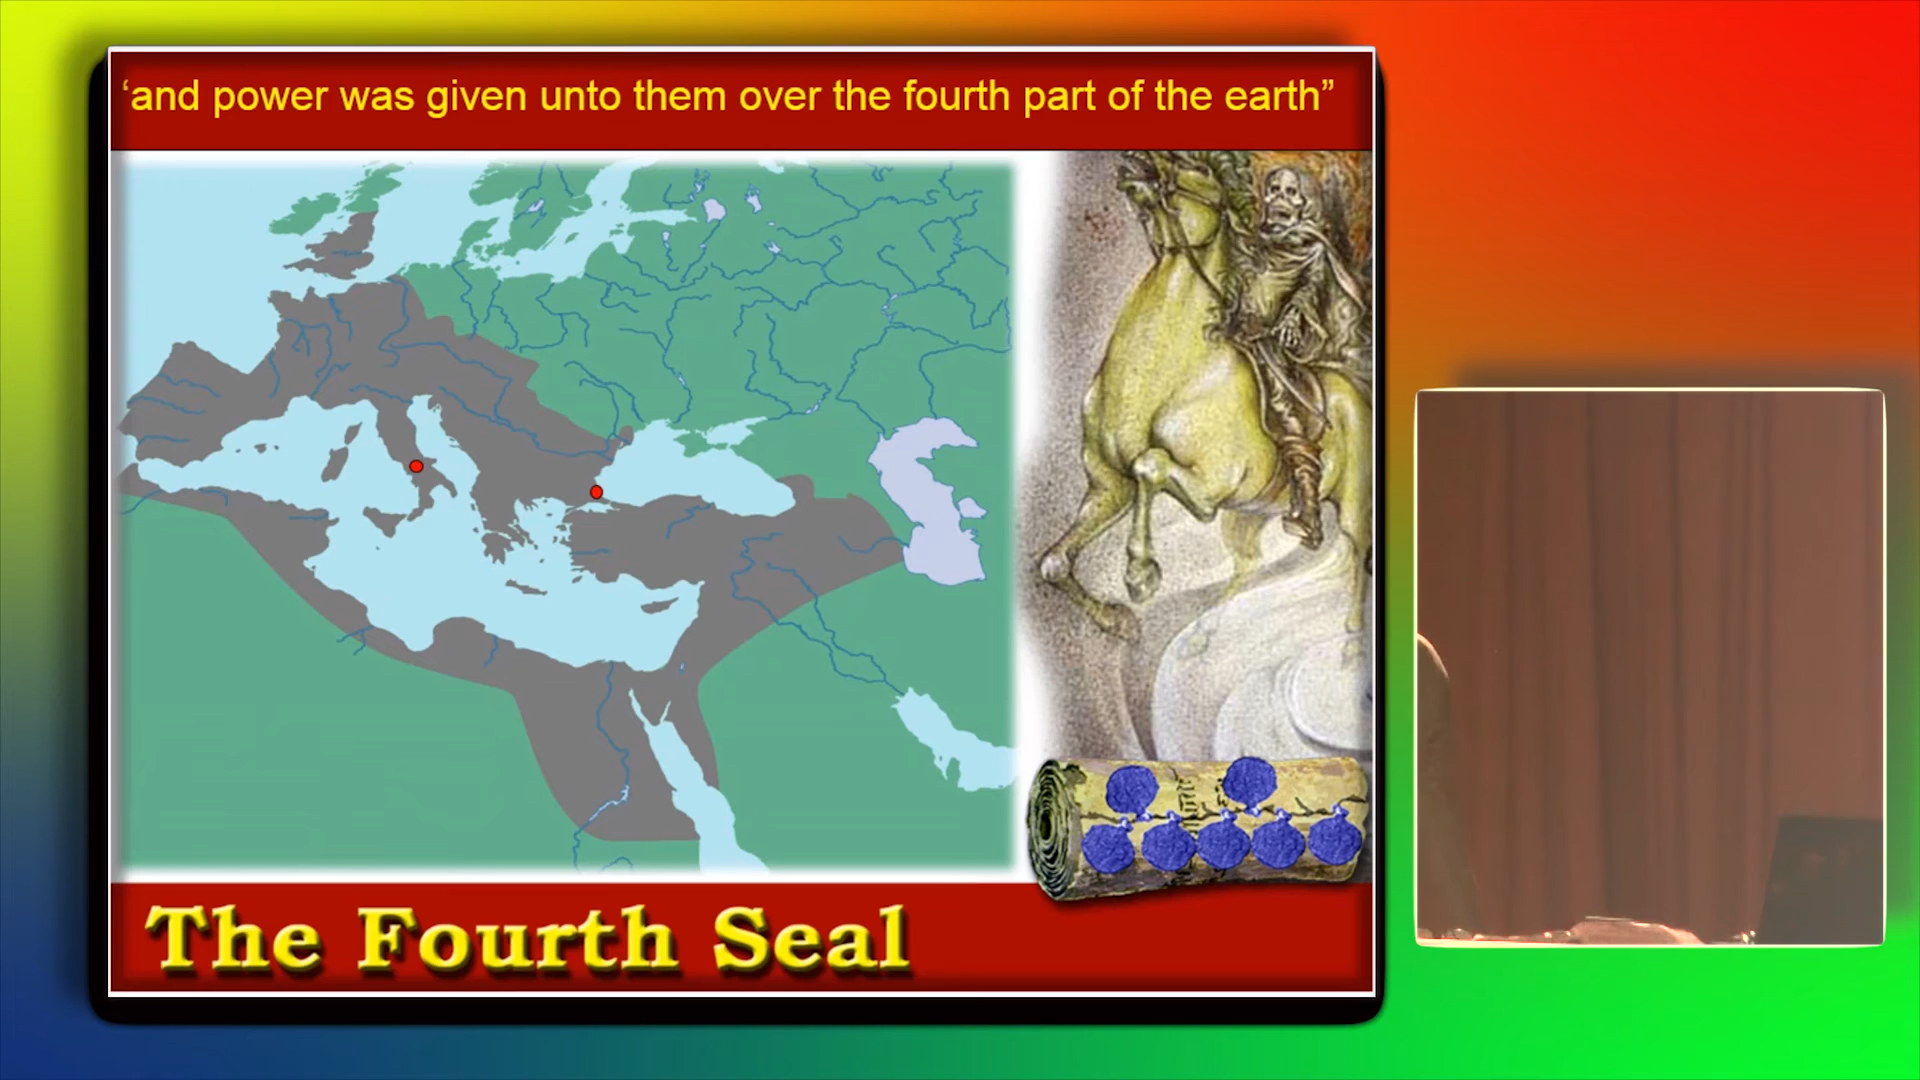 ‘and power was given unto them over the fourth part of the earth”
The Fourth Seal